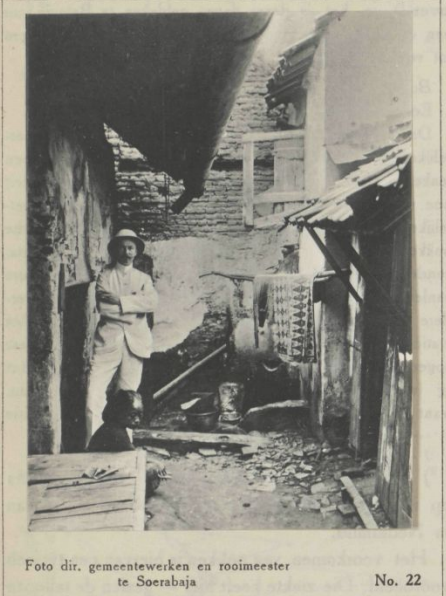 Foto dir. gemeentewerken en rooimeester
te Soerabaja
No. 22